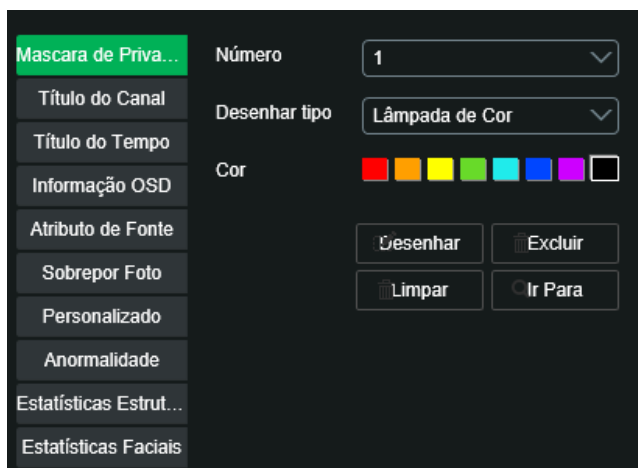 Mascara de Priva...
Título do Canal
Título do Tempo
Informação OSD
Atributo de Fonte
Sobrepor Foto
Personalizado
Anormalidade
Estatísticas Estrut...
Estatísticas Faciais
Número
1
Desenhar tipo
Lâmpada de Cor
Cor
Desenhar
Excluir
Limpar
Ir Para